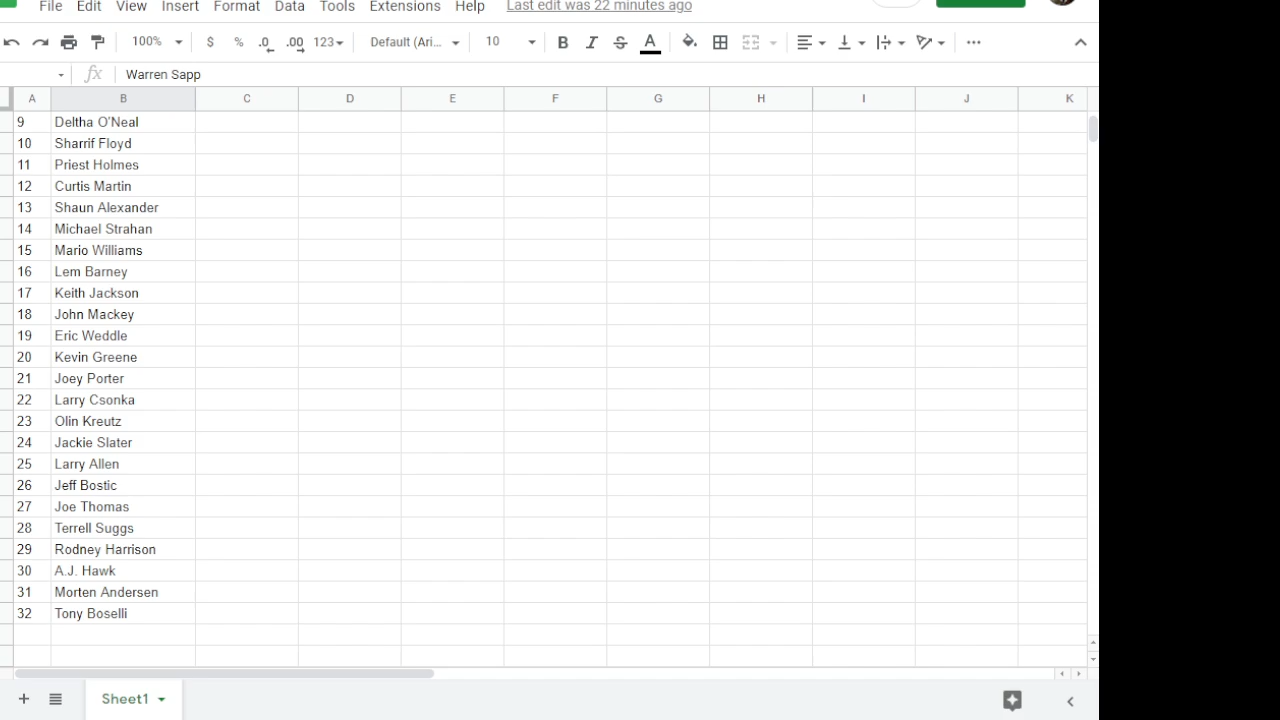 File Edit View Insert Format Data Tools Extensions Help Last edit was 22 minutes ago
100% $ % .0 .00 123 Default (Ari... 10 B I S A ...
fx Warren Sapp
A B C D E F G H I J K
9 Deltha O'Neal
10 Sharrif Floyd
11 Priest Holmes
12 Curtis Martin
13 Shaun Alexander
14 Michael Strahan
15 Mario Williams
16 Lem Barney
17 Keith Jackson
18 John Mackey
19 Eric Weddle
20 Kevin Greene
21 Joey Porter
22 Larry Csonka
23 Olin Kreutz
24 Jackie Slater
25 Larry Allen
26 Jeff Bostic
27 Joe Thomas
28 Terrell Suggs
29 Rodney Harrison
30 A.J. Hawk
31 Morten Andersen
32 Tony Boselli
+ Sheet1